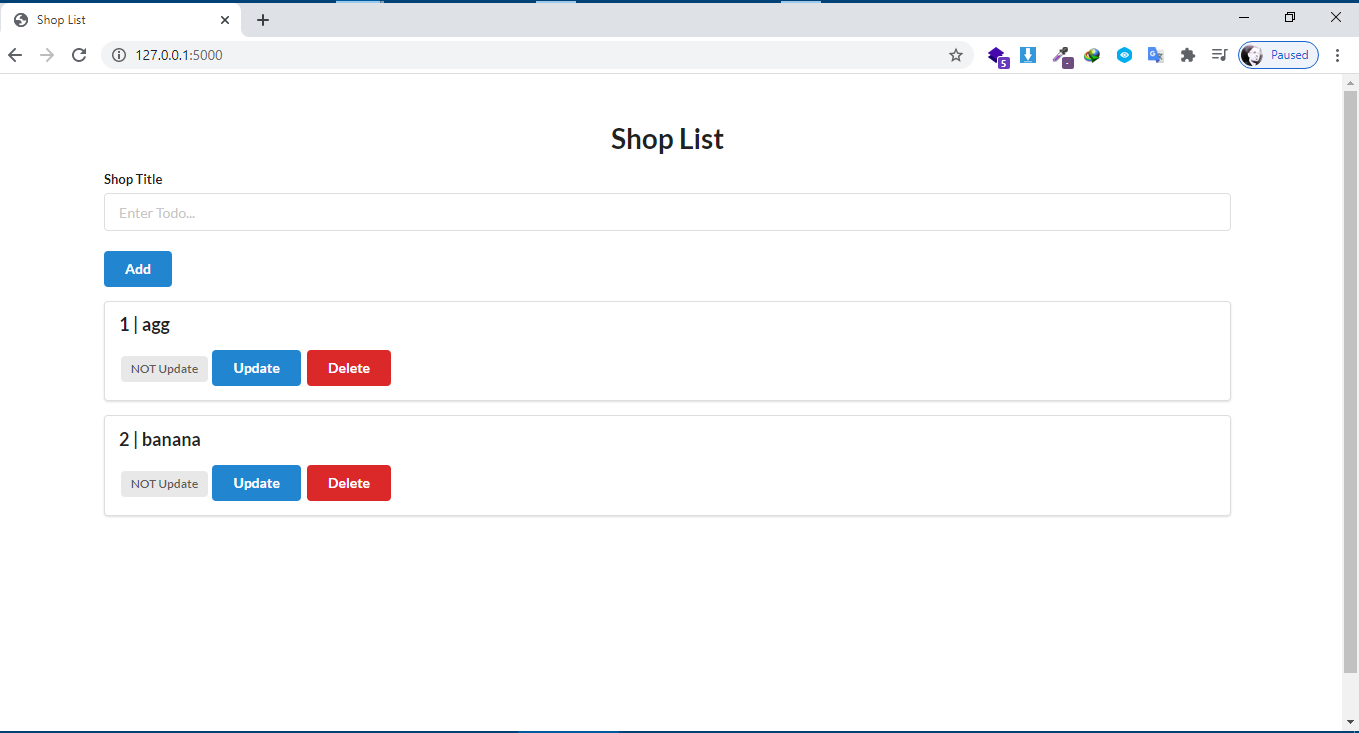 Shop List
127.0.0.1:5000
5
-
Paused
Shop List
Shop Title
Enter Todo...
Add
1 | agg
NOT Update Update Delete
2 | banana
NOT Update Update Delete